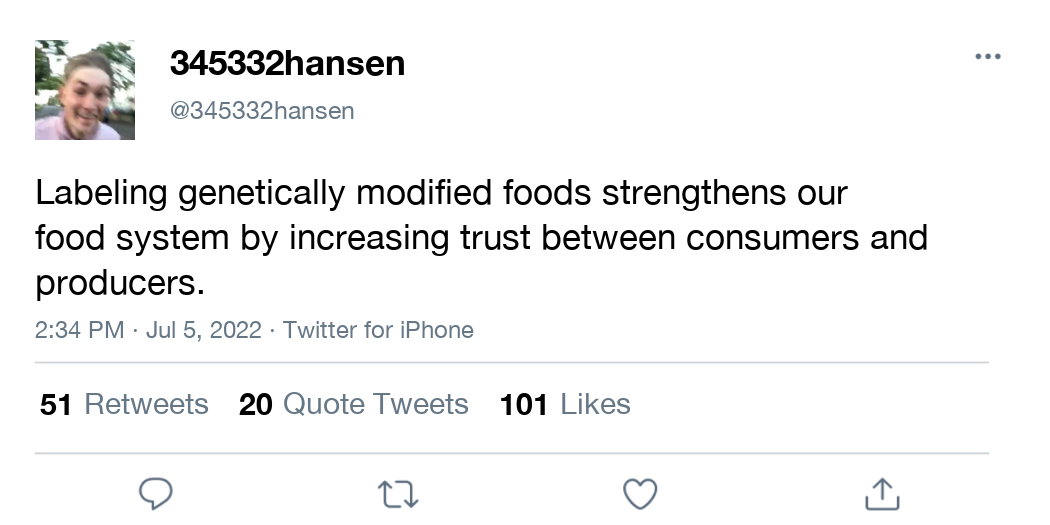 345332hansen
@345332hansen
Labeling genetically modified foods strengthens our
food system by increasing trust between consumers and
producers.
2:34 PM · Jul 5, 2022 · Twitter for iPhone
51 Retweets 20 Quote Tweets 101 Likes